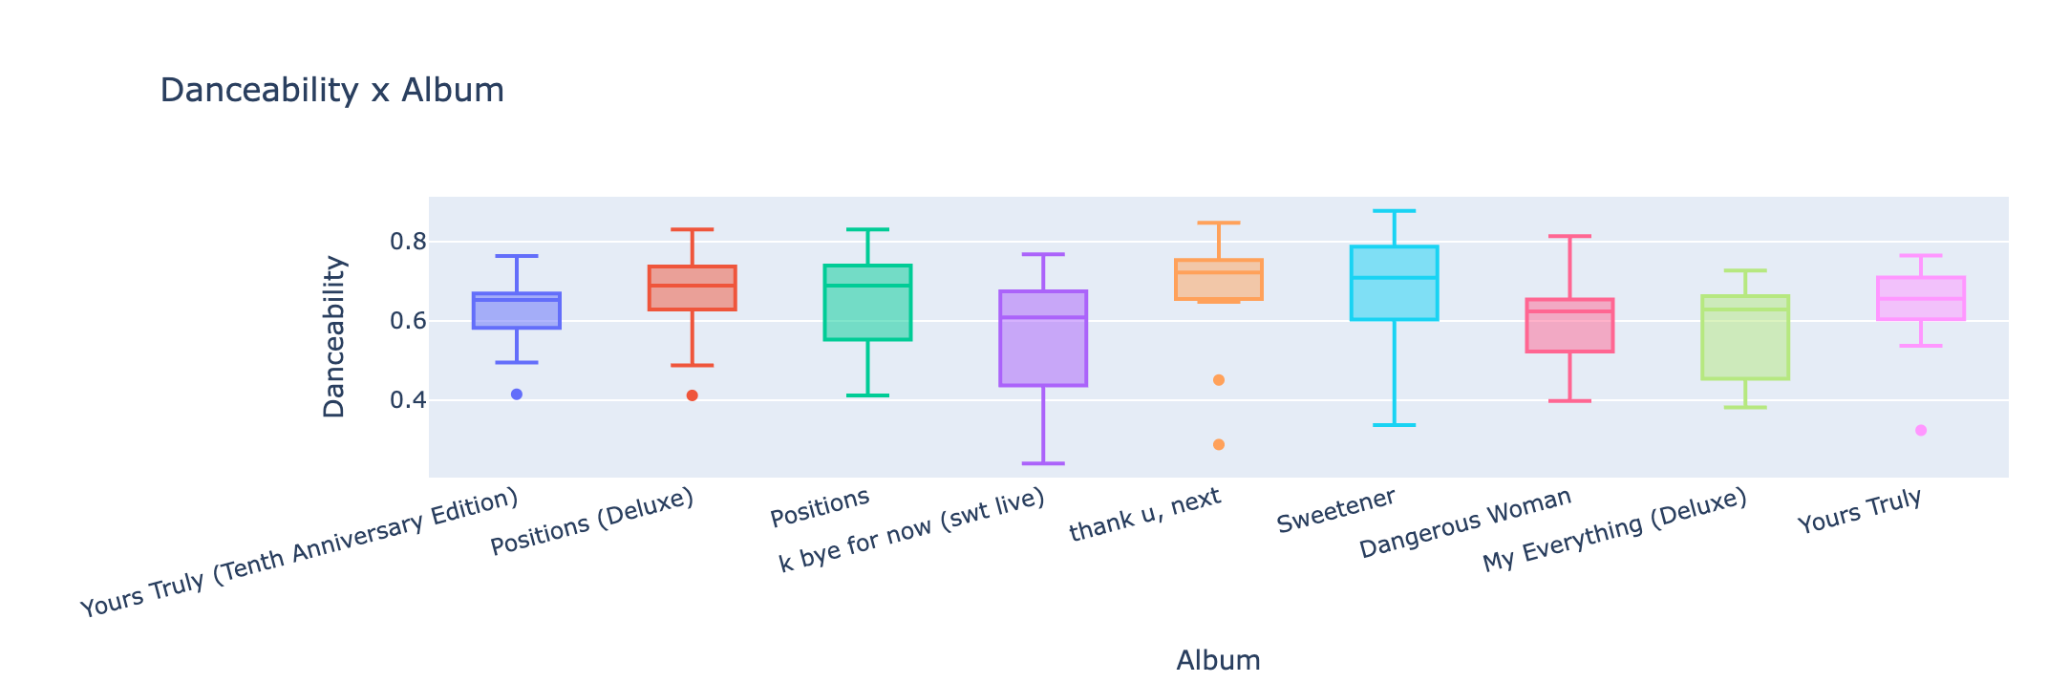 Danceability x Album
Danceability
0.8
0.6
0.4
Yours Truly (Tenth Anniversary Edition)
Positions (Deluxe)
Positions
k bye for now (swt live)
thank u, next
Sweetener
Dangerous Woman
My Everything (Deluxe)
Yours Truly
Album